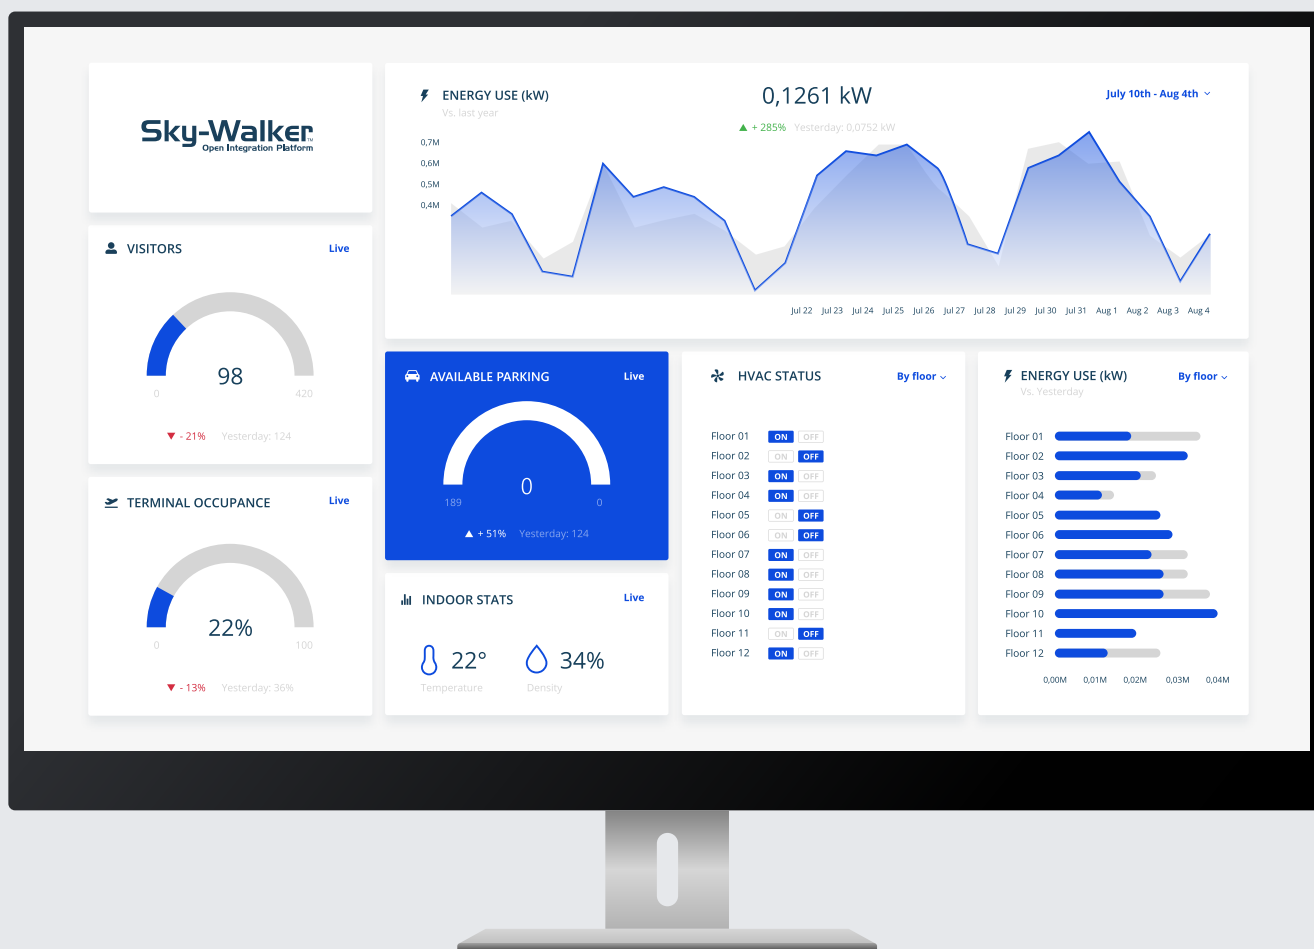 Sky-Walker™
Open Integration Platform
VISITORS
Live
98
0
420
- 21%
Yesterday: 124
TERMINAL OCCUPANCE
Live
22%
0
100
- 13%
Yesterday: 36%
ENERGY USE (kW)
Vs. last year
0,1261 kW
+ 285%
Yesterday: 0,0752 kW
July 10th - Aug 4th
0,7M
0,6M
0,5M
0,4M
Jul 22 Jul 23 Jul 24 Jul 25 Jul 26 Jul 27 Jul 28 Jul 29 Jul 30 Jul 31 Aug 1 Aug 2 Aug 3 Aug 4
AVAILABLE PARKING
Live
0
189
0
+ 51%
Yesterday: 124
INDOOR STATS
Live
22°
34%
Temperature
Density
HVAC STATUS
By floor
Floor 01 ON OFF
Floor 02 ON OFF
Floor 03 ON OFF
Floor 04 ON OFF
Floor 05 ON OFF
Floor 06 ON OFF
Floor 07 ON OFF
Floor 08 ON OFF
Floor 09 ON OFF
Floor 10 ON OFF
Floor 11 ON OFF
Floor 12 ON OFF
ENERGY USE (kW)
Vs. Yesterday
By floor
Floor 01
Floor 02
Floor 03
Floor 04
Floor 05
Floor 06
Floor 07
Floor 08
Floor 09
Floor 10
Floor 11
Floor 12
0,00M 0,01M 0,02M 0,03M 0,04M